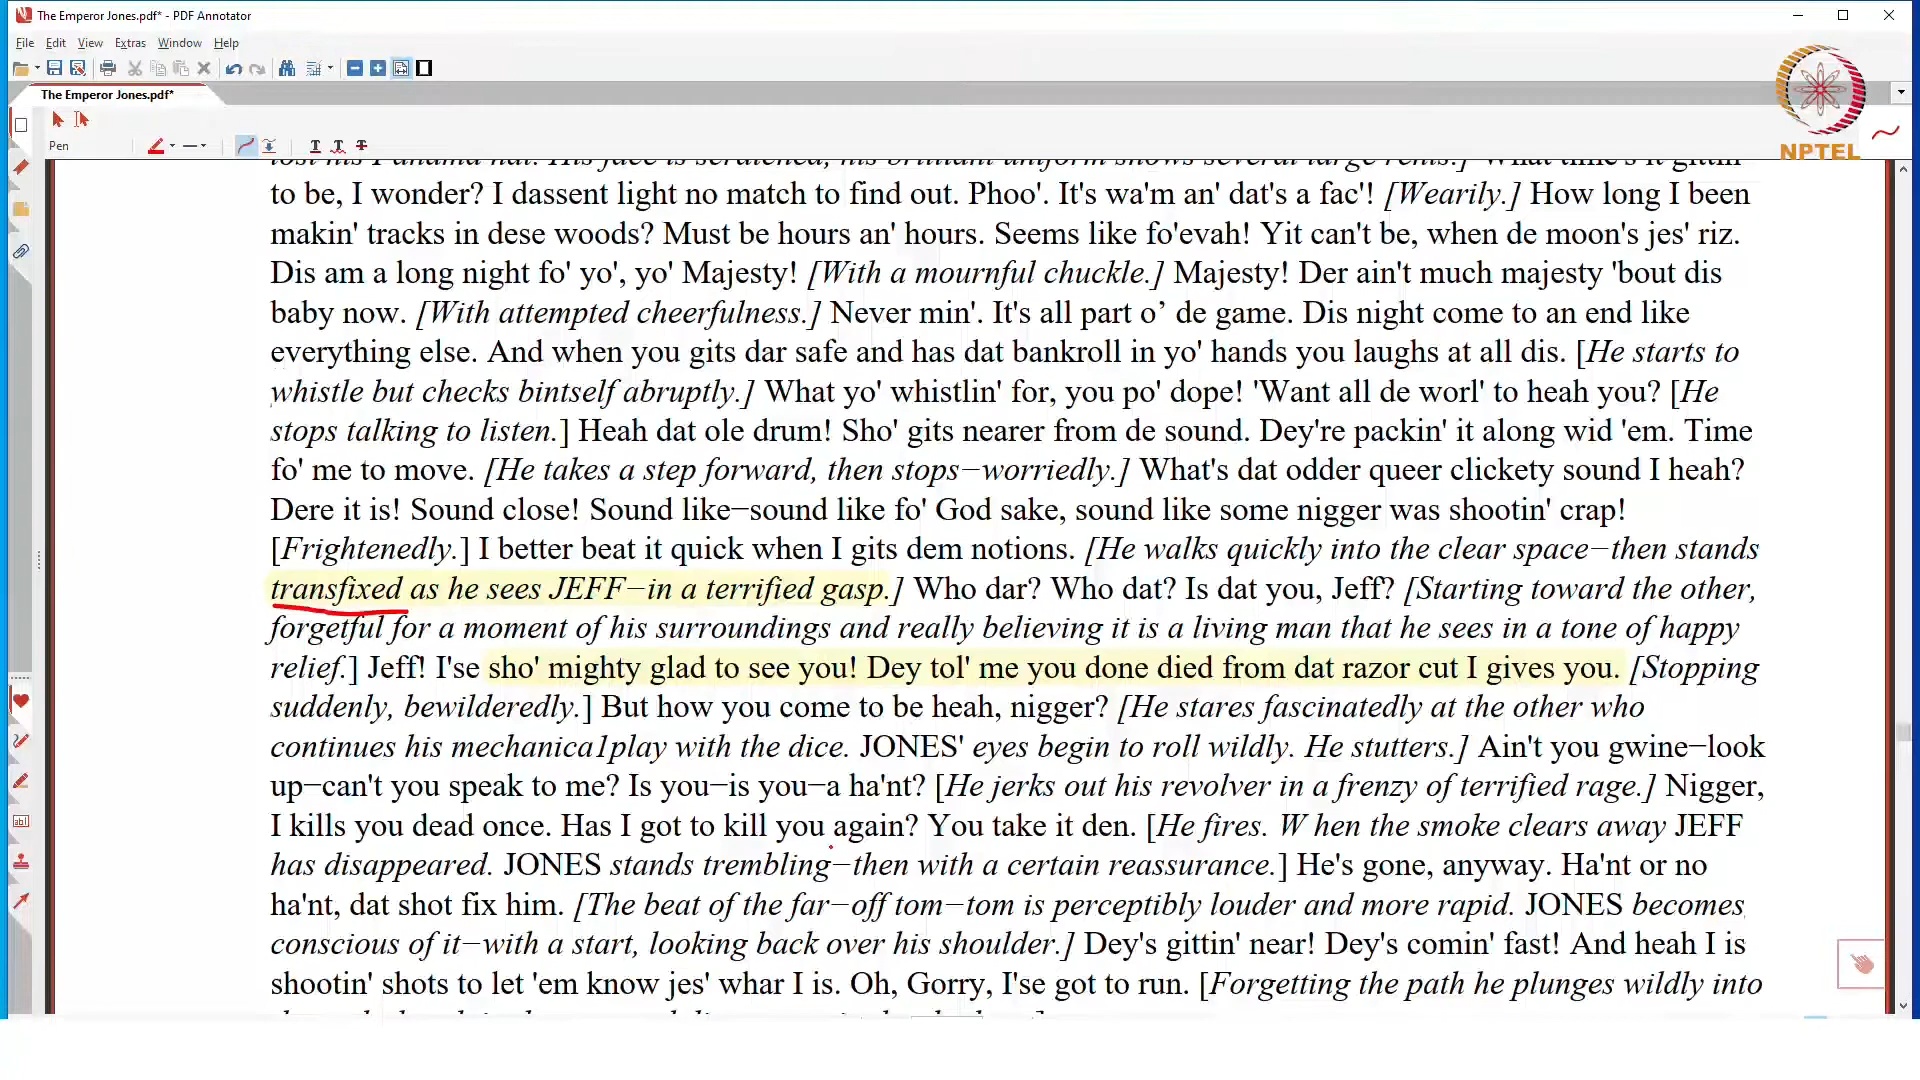 The Emperor Jones.pdf* - PDF Annotator
File Edit View Extras Window Help
The Emperor Jones.pdf*
Pen
NPTEL
lost his Panama hat. His face is scratched, his brilliant uniform shows several large rents.] What time's it gittin'
to be, I wonder? I dassent light no match to find out. Phoo'. It's wa'm an' dat's a fac'! [Wearily.] How long I been
makin' tracks in dese woods? Must be hours an' hours. Seems like fo'evah! Yit can't be, when de moon's jes' riz.
Dis am a long night fo' yo', yo' Majesty! [With a mournful chuckle.] Majesty! Der ain't much majesty 'bout dis
baby now. [With attempted cheerfulness.] Never min'. It's all part o’ de game. Dis night come to an end like
everything else. And when you gits dar safe and has dat bankroll in yo' hands you laughs at all dis. [He starts to
whistle but checks bintself abruptly.] What yo' whistlin' for, you po' dope! 'Want all de worl' to heah you? [He
stops talking to listen.] Heah dat ole drum! Sho' gits nearer from de sound. Dey're packin' it along wid 'em. Time
fo' me to move. [He takes a step forward, then stops−worriedly.] What's dat odder queer clickety sound I heah?
Dere it is! Sound close! Sound like−sound like fo' God sake, sound like some nigger was shootin' crap!
[Frightenedly.] I better beat it quick when I gits dem notions. [He walks quickly into the clear space−then stands
transfixed as he sees JEFF−in a terrified gasp.] Who dar? Who dat? Is dat you, Jeff? [Starting toward the other,
forgetful for a moment of his surroundings and really believing it is a living man that he sees in a tone of happy
relief.] Jeff! I'se sho' mighty glad to see you! Dey tol' me you done died from dat razor cut I gives you. [Stopping
suddenly, bewilderedly.] But how you come to be heah, nigger? [He stares fascinatedly at the other who
continues his mechanica1play with the dice. JONES' eyes begin to roll wildly. He stutters.] Ain't you gwine−look
up−can't you speak to me? Is you−is you−a ha'nt? [He jerks out his revolver in a frenzy of terrified rage.] Nigger,
I kills you dead once. Has I got to kill you again? You take it den. [He fires. W hen the smoke clears away JEFF
has disappeared. JONES stands trembling−then with a certain reassurance.] He's gone, anyway. Ha'nt or no
ha'nt, dat shot fix him. [The beat of the far−off tom−tom is perceptibly louder and more rapid. JONES becomes
conscious of it−with a start, looking back over his shoulder.] Dey's gittin' near! Dey's comin' fast! And heah I is
shootin' shots to let 'em know jes' whar I is. Oh, Gorry, I'se got to run. [Forgetting the path he plunges wildly into